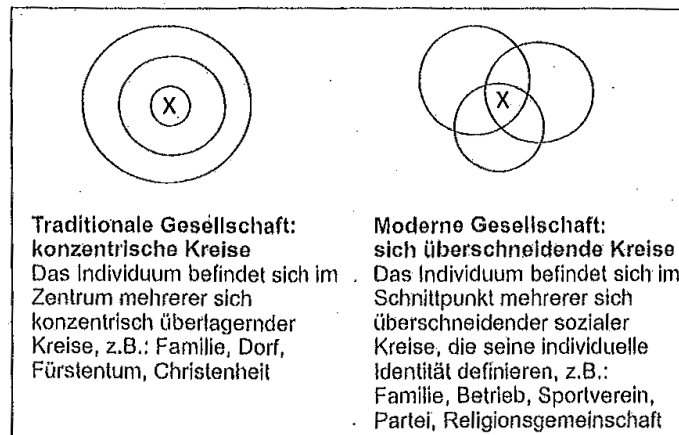 X
X
Traditionale Gesellschaft:
konzentrische Kreise
Das Individuum befindet sich im
Zentrum mehrerer sich
konzentrisch überlagernder
Kreise, z.B.: Familie, Dorf,
Fürstentum, Christenheit
Moderne Gesellschaft:
sich überschneidende Kreise
Das Individuum befindet sich im
Schnittpunkt mehrerer sich
überschneidender sozialer
Kreise, die seine individuelle
Identität definieren, z.B.:
Familie, Betrieb, Sportverein,
Partei, Religionsgemeinschaft